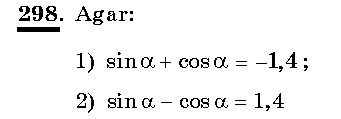 298. Agar:
1) sin α + cos α = −1,4 ;
2) sin α − cos α = 1,4